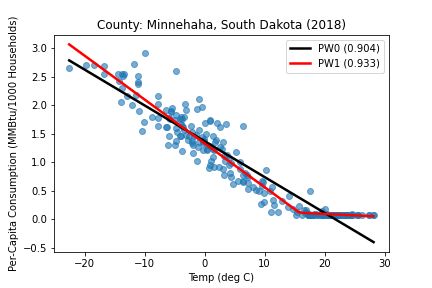 County: Minnehaha, South Dakota (2018)
Per-Capita Consumption (MMBtu/1000 Households)
3.0
2.5
2.0
1.5
1.0
0.5
0.0
−0.5
PW0 (0.904)
PW1 (0.933)
−20
−10
0
10
20
30
Temp (deg C)